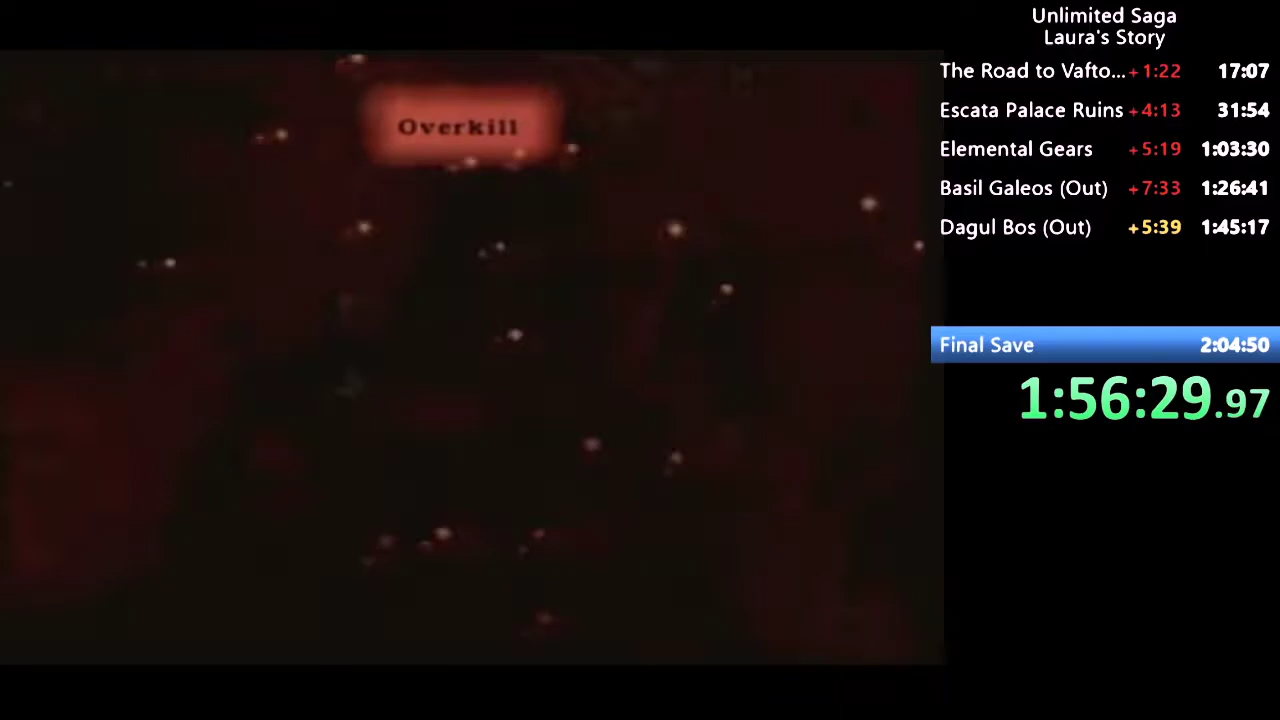 Unlimited Saga
Laura's Story
The Road to Vafto... +1:22 17:07
Escata Palace Ruins +4:13 31:54
Elemental Gears +5:19 1:03:30
Basil Galeos (Out) +7:33 1:26:41
Dagul Bos (Out) +5:39 1:45:17
Final Save 2:04:50
1:56:29.97
Overkill